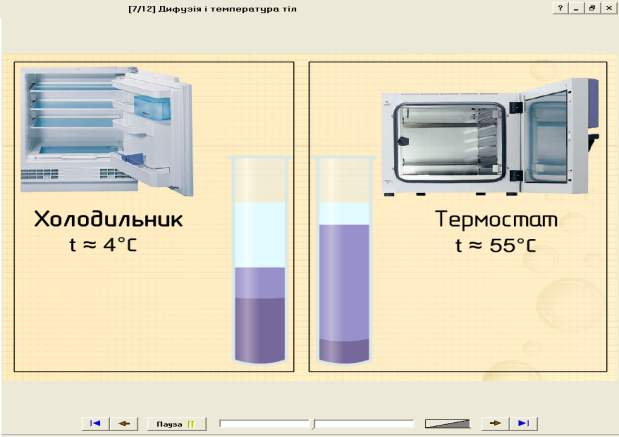 [7/12] Дифузія і температура тіл
Холодильник
t ≈ 4°C
Термостат
t ≈ 55°C
Пауза